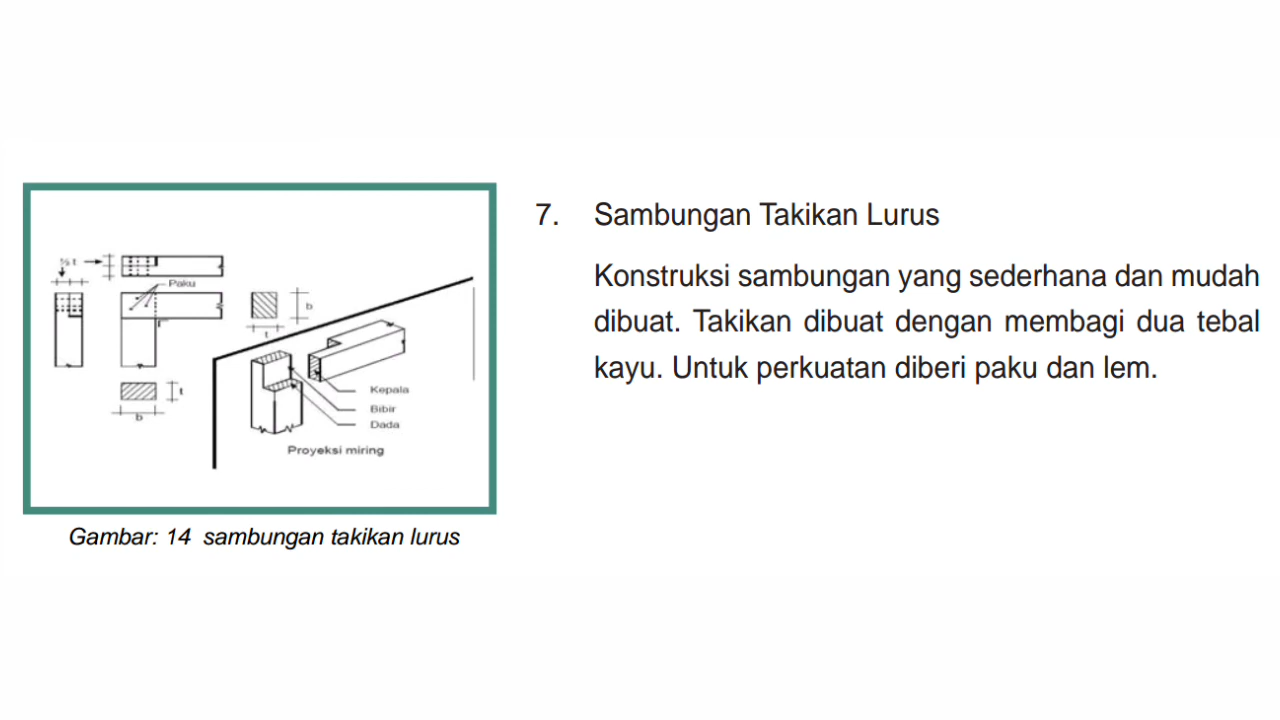 ½ t
Paku
b
t
t
b
Kepala
Bibir
Dada
Proyeksi miring
Gambar: 14 sambungan takikan lurus
7. Sambungan Takikan Lurus
Konstruksi sambungan yang sederhana dan mudah
dibuat. Takikan dibuat dengan membagi dua tebal
kayu. Untuk perkuatan diberi paku dan lem.